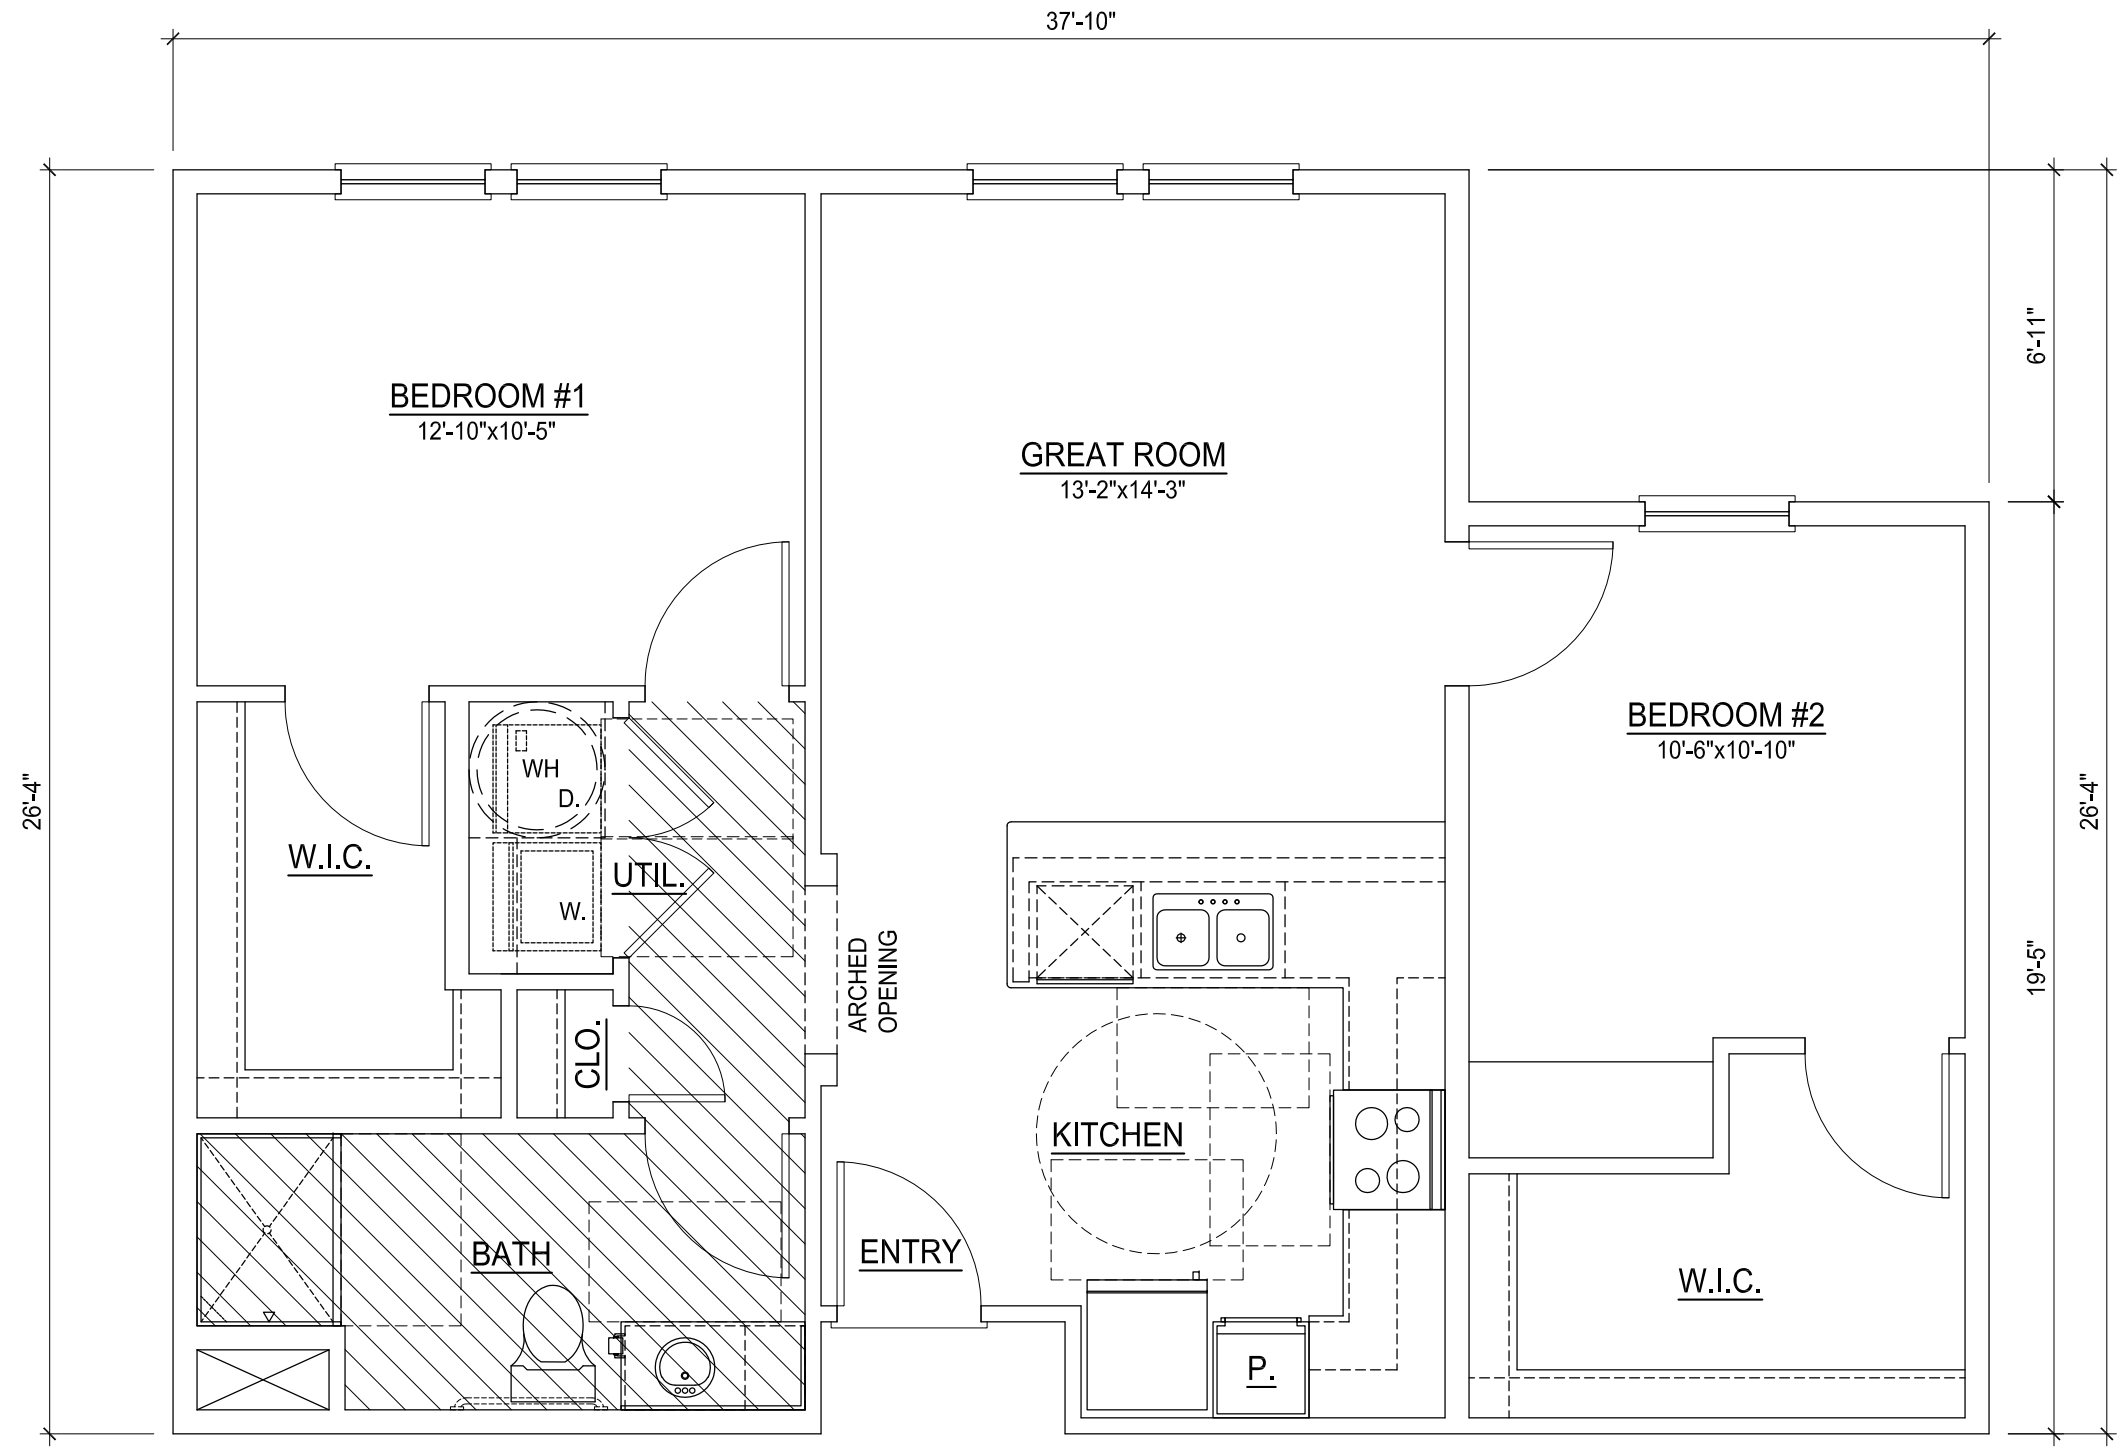 37'-10"
6'-11"
BEDROOM #1
12'-10"x10'-5"
GREAT ROOM
13'-2"x14'-3"
BEDROOM #2
10'-6"x10'-10"
26'-4"
WH
D.
26'-4"
W.I.C.
UTIL.
W.
ARCHED
OPENING
19'-5"
CLO.
KITCHEN
BATH
ENTRY
W.I.C.
P.